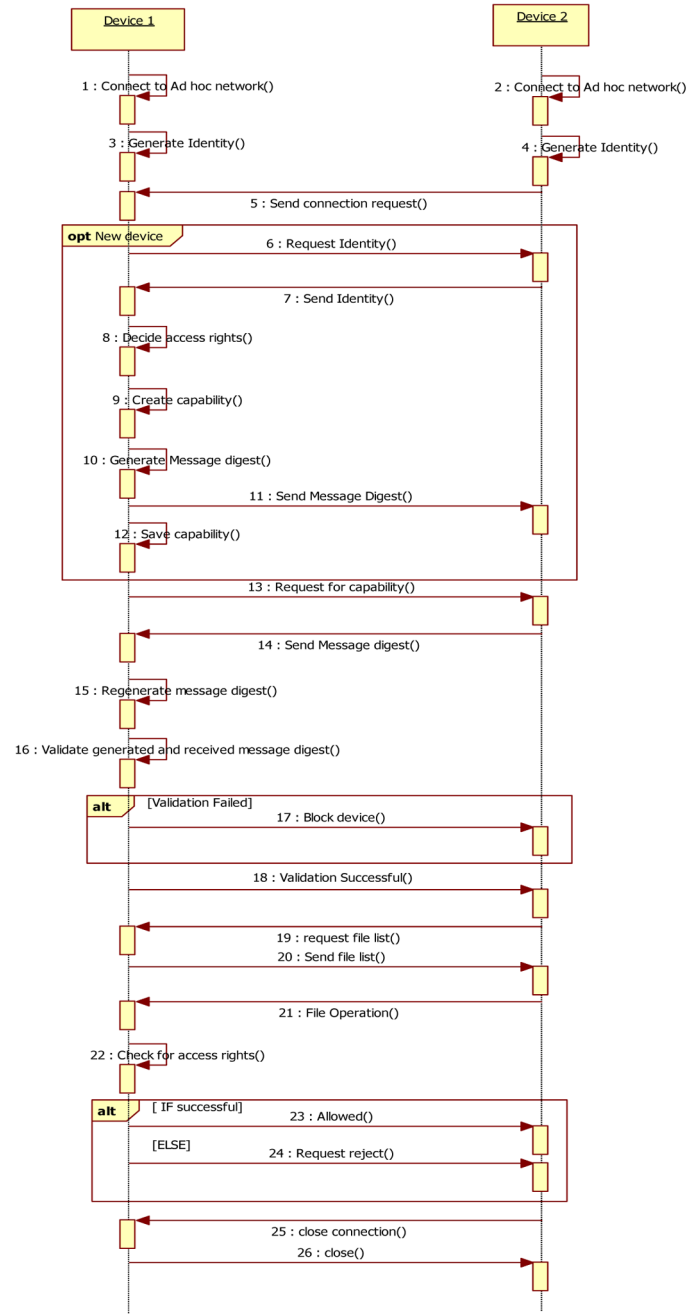 Device 1
Device 2
1 : Connect to Ad hoc network()
2 : Connect to Ad hoc network()
3 : Generate Identity()
4 : Generate Identity()
5 : Send connection request()
opt New device
6 : Request Identity()
7 : Send Identity()
8 : Decide access rights()
9 : Create capability()
10 : Generate Message digest()
11 : Send Message Digest()
12 : Save capability()
13 : Request for capability()
14 : Send Message digest()
15 : Regenerate message digest()
16 : Validate generated and received message digest()
alt [Validation Failed]
17 : Block device()
18 : Validation Successful()
19 : request file list()
20 : Send file list()
21 : File Operation()
22 : Check for access rights()
alt [ IF successful]
23 : Allowed()
[ELSE]
24 : Request reject()
25 : close connection()
26 : close()